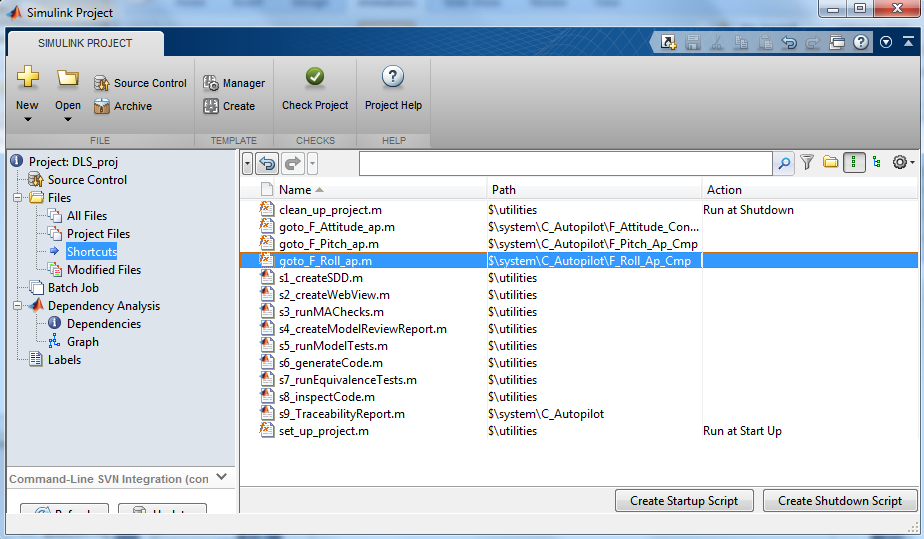 Simulink Project
SIMULINK PROJECT
New
Open
Source Control
Archive
FILE
Manager
Create
TEMPLATE
Check Project
CHECKS
Project Help
HELP
Project: DLS_proj
Source Control
Files
All Files
Project Files
Shortcuts
Modified Files
Batch Job
Dependency Analysis
Dependencies
Graph
Labels
Command-Line SVN Integration (con
Name Path Action
clean_up_project.m $\utilities Run at Shutdown
goto_F_Attitude_ap.m $\system\C_Autopilot\F_Attitude_Con...
goto_F_Pitch_ap.m $\system\C_Autopilot\F_Pitch_Ap_Cmp
goto_F_Roll_ap.m $\system\C_Autopilot\F_Roll_Ap_Cmp
s1_createSDD.m $\utilities
s2_createWebView.m $\utilities
s3_runMAChecks.m $\utilities
s4_createModelReviewReport.m $\utilities
s5_runModelTests.m $\utilities
s6_generateCode.m $\utilities
s7_runEquivalenceTests.m $\utilities
s8_inspectCode.m $\utilities
s9_TraceabilityReport.m $\system\C_Autopilot
set_up_project.m $\utilities Run at Start Up
Create Startup Script Create Shutdown Script